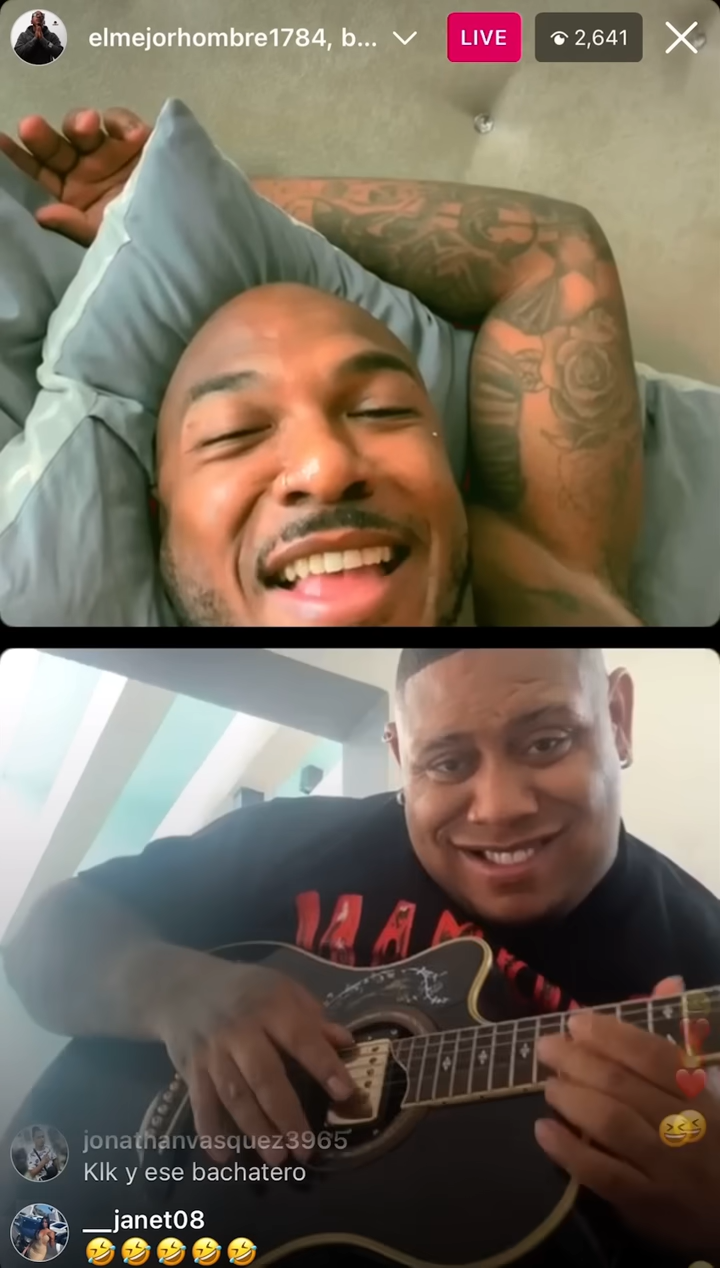 elmejorhombre1784, b...
LIVE
2,641
jonathanvasquez3965
Klk y ese bachatero
__janet08